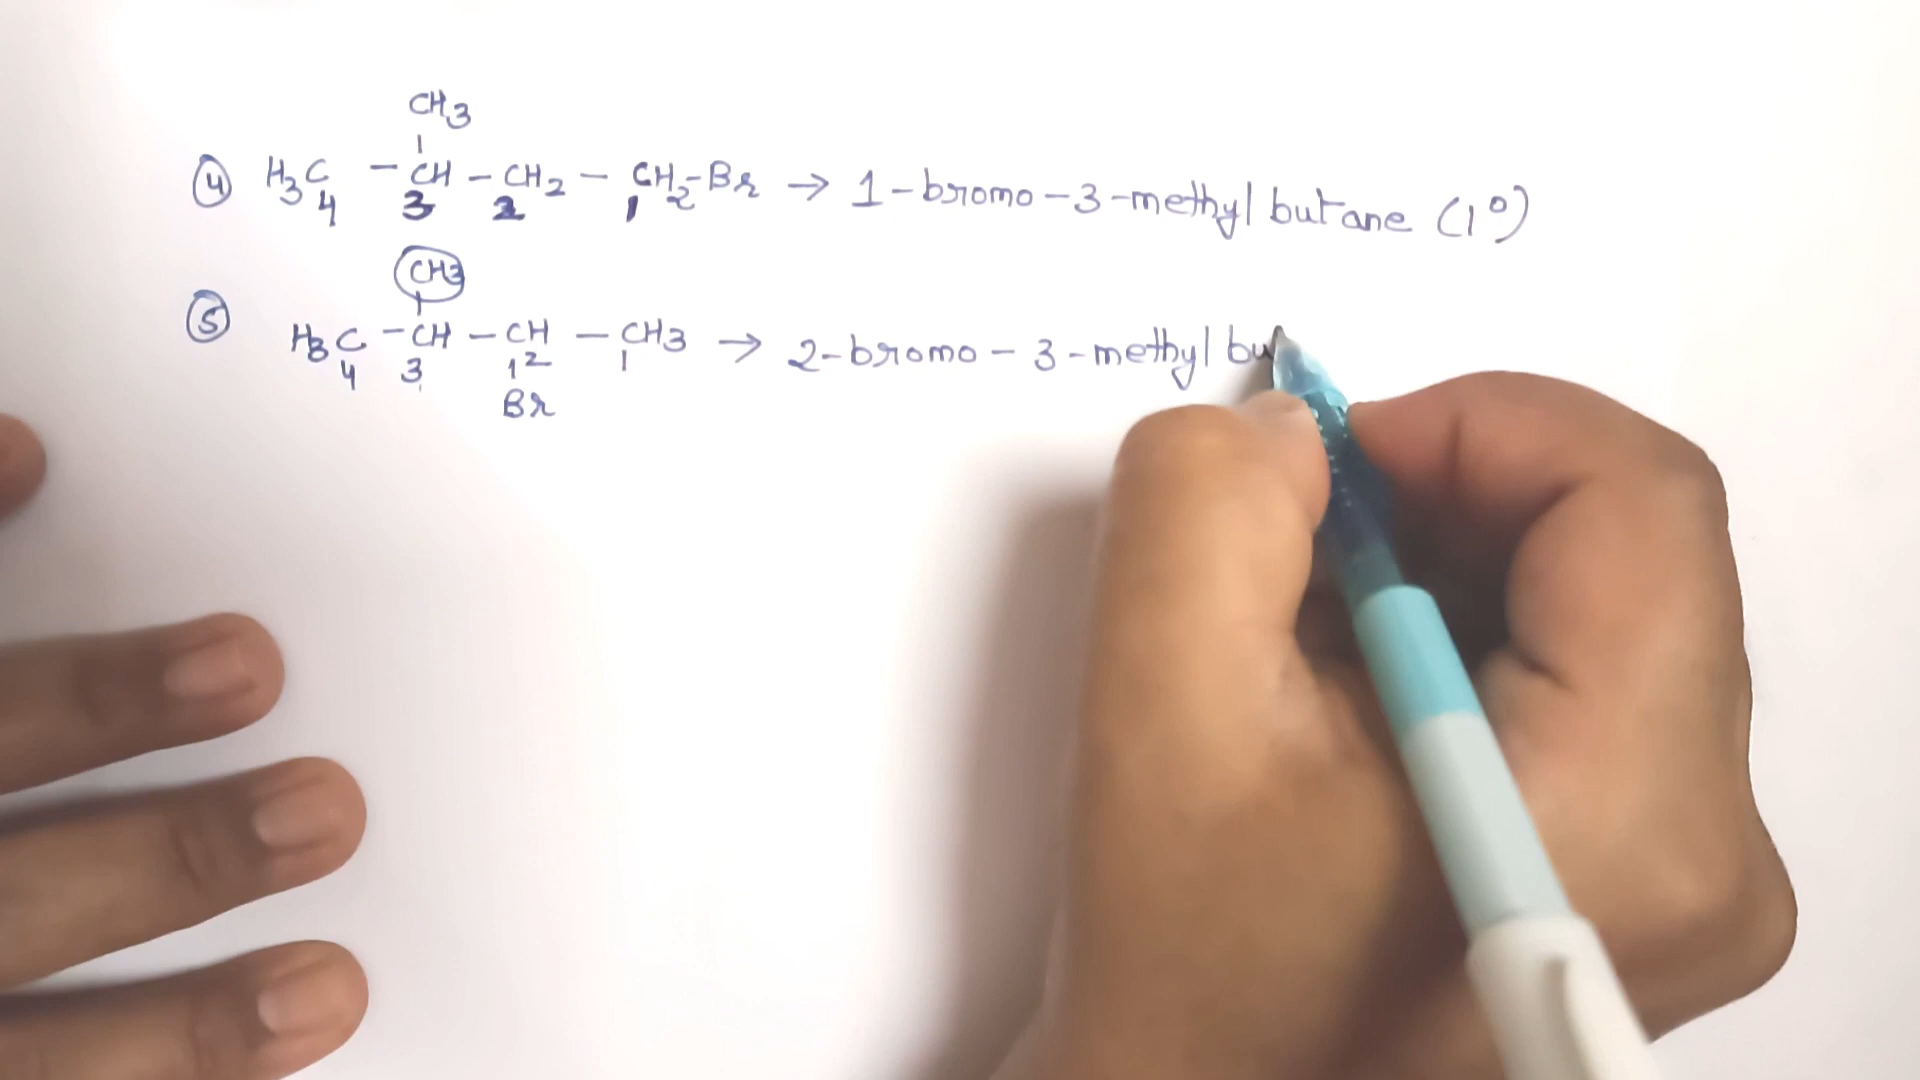 CH3
④ H3C - CH - CH2 - CH2-Br → 1-bromo-3-methyl butane (1°)
4 3 2 1
CH3
⑤ H3C - CH - CH - CH3 → 2-bromo-3-methyl bu
4 3 2 1
Br